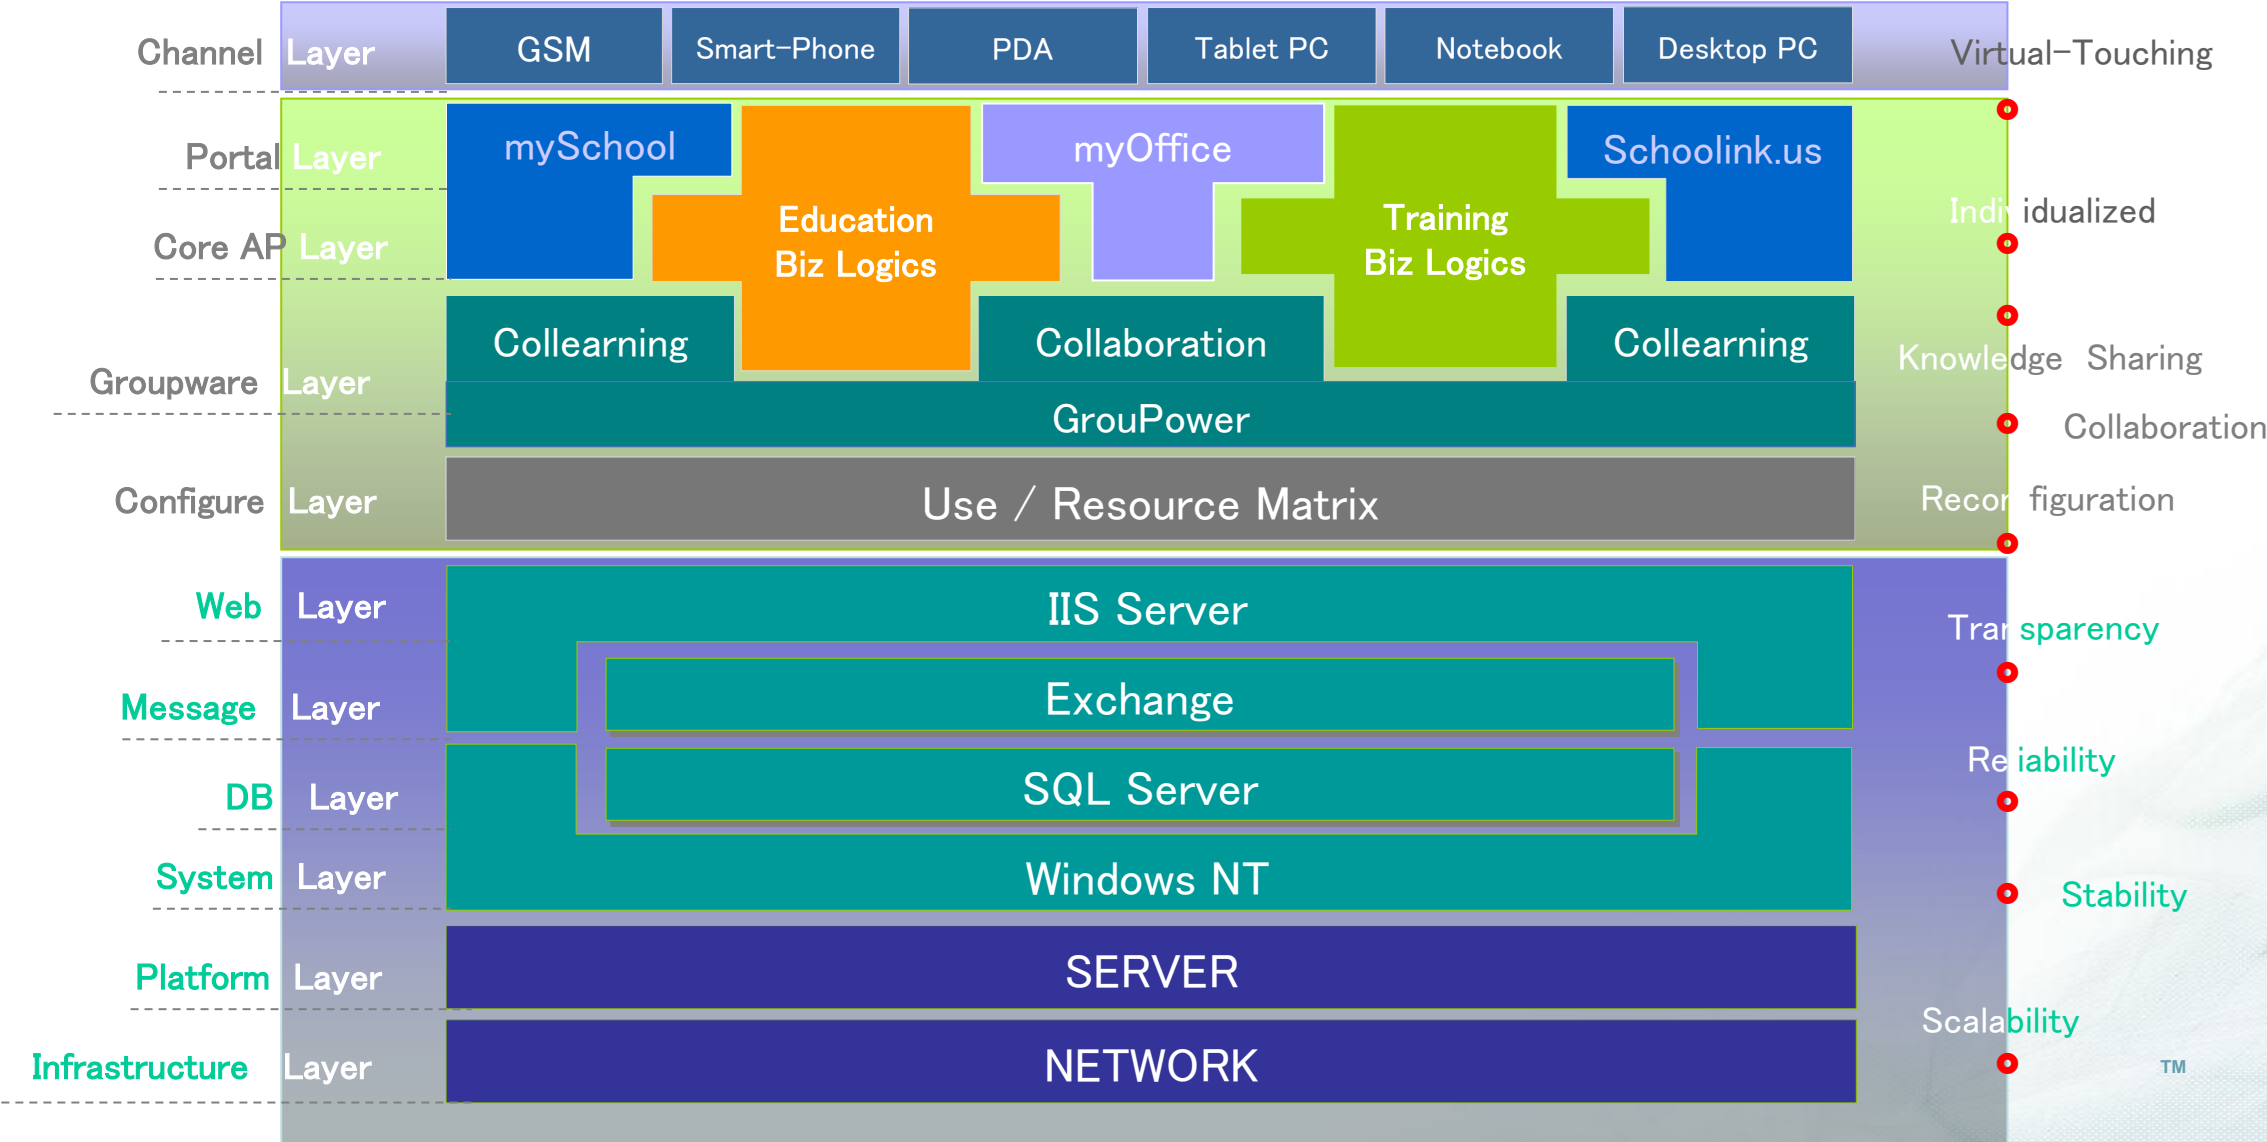 Channel Layer GSM Smart-Phone PDA Tablet PC Notebook Desktop PC Virtual-Touching
Portal Layer mySchool myOffice Schoolink.us
Education
Biz Logics
Training
Biz Logics
Individualized
Core AP Layer
Collearning Collaboration Collearning
Knowledge Sharing
Groupware Layer
GrouPower
Collaboration
Configure Layer Use / Resource Matrix Reconfiguration
Web Layer IIS Server
Transparency
Message Layer Exchange
Reliability
DB Layer SQL Server
System Layer Windows NT Stability
Platform Layer SERVER
Scalability
Infrastructure Layer NETWORK
TM